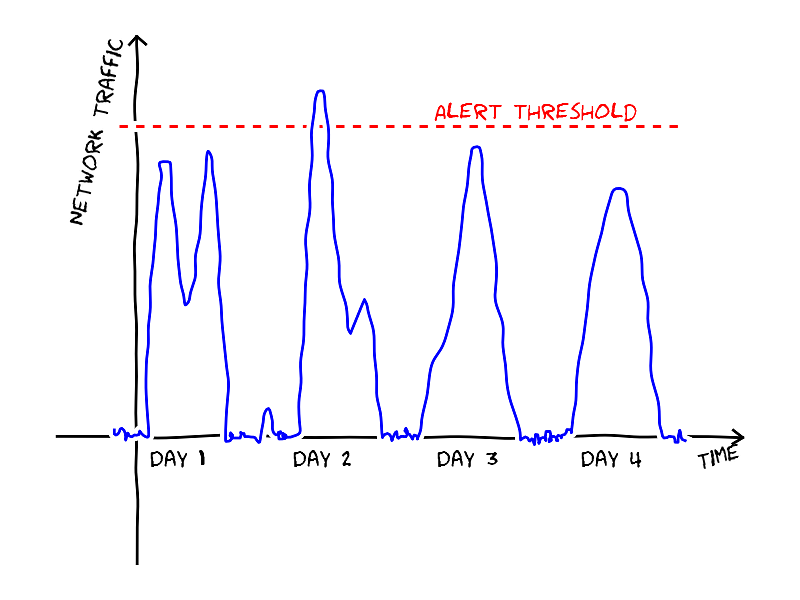 NETWORK TRAFFIC
ALERT THRESHOLD
DAY 1
DAY 2
DAY 3
DAY 4
TIME